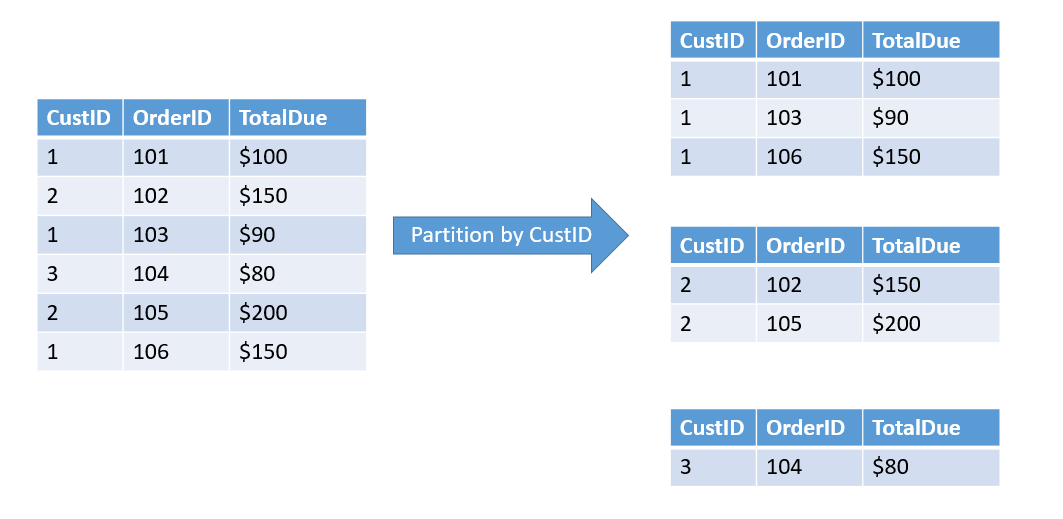 CustID OrderID TotalDue
1 101 $100
2 102 $150
1 103 $90
3 104 $80
2 105 $200
1 106 $150
Partition by CustID
CustID OrderID TotalDue
1 101 $100
1 103 $90
1 106 $150
CustID OrderID TotalDue
2 102 $150
2 105 $200
CustID OrderID TotalDue
3 104 $80